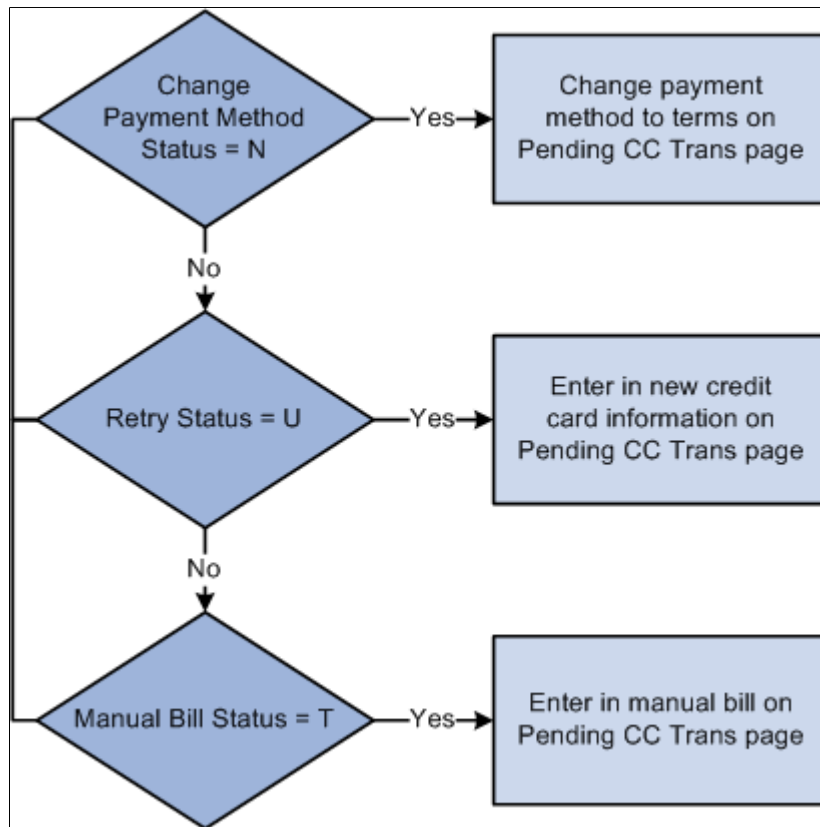 Change
Payment Method
Status = N
Yes
Change payment
method to terms on
Pending CC Trans page
No
Retry Status = U
Yes
Enter in new credit
card information on
Pending CC Trans page
No
Manual Bill Status = T
Yes
Enter in manual bill on
Pending CC Trans page